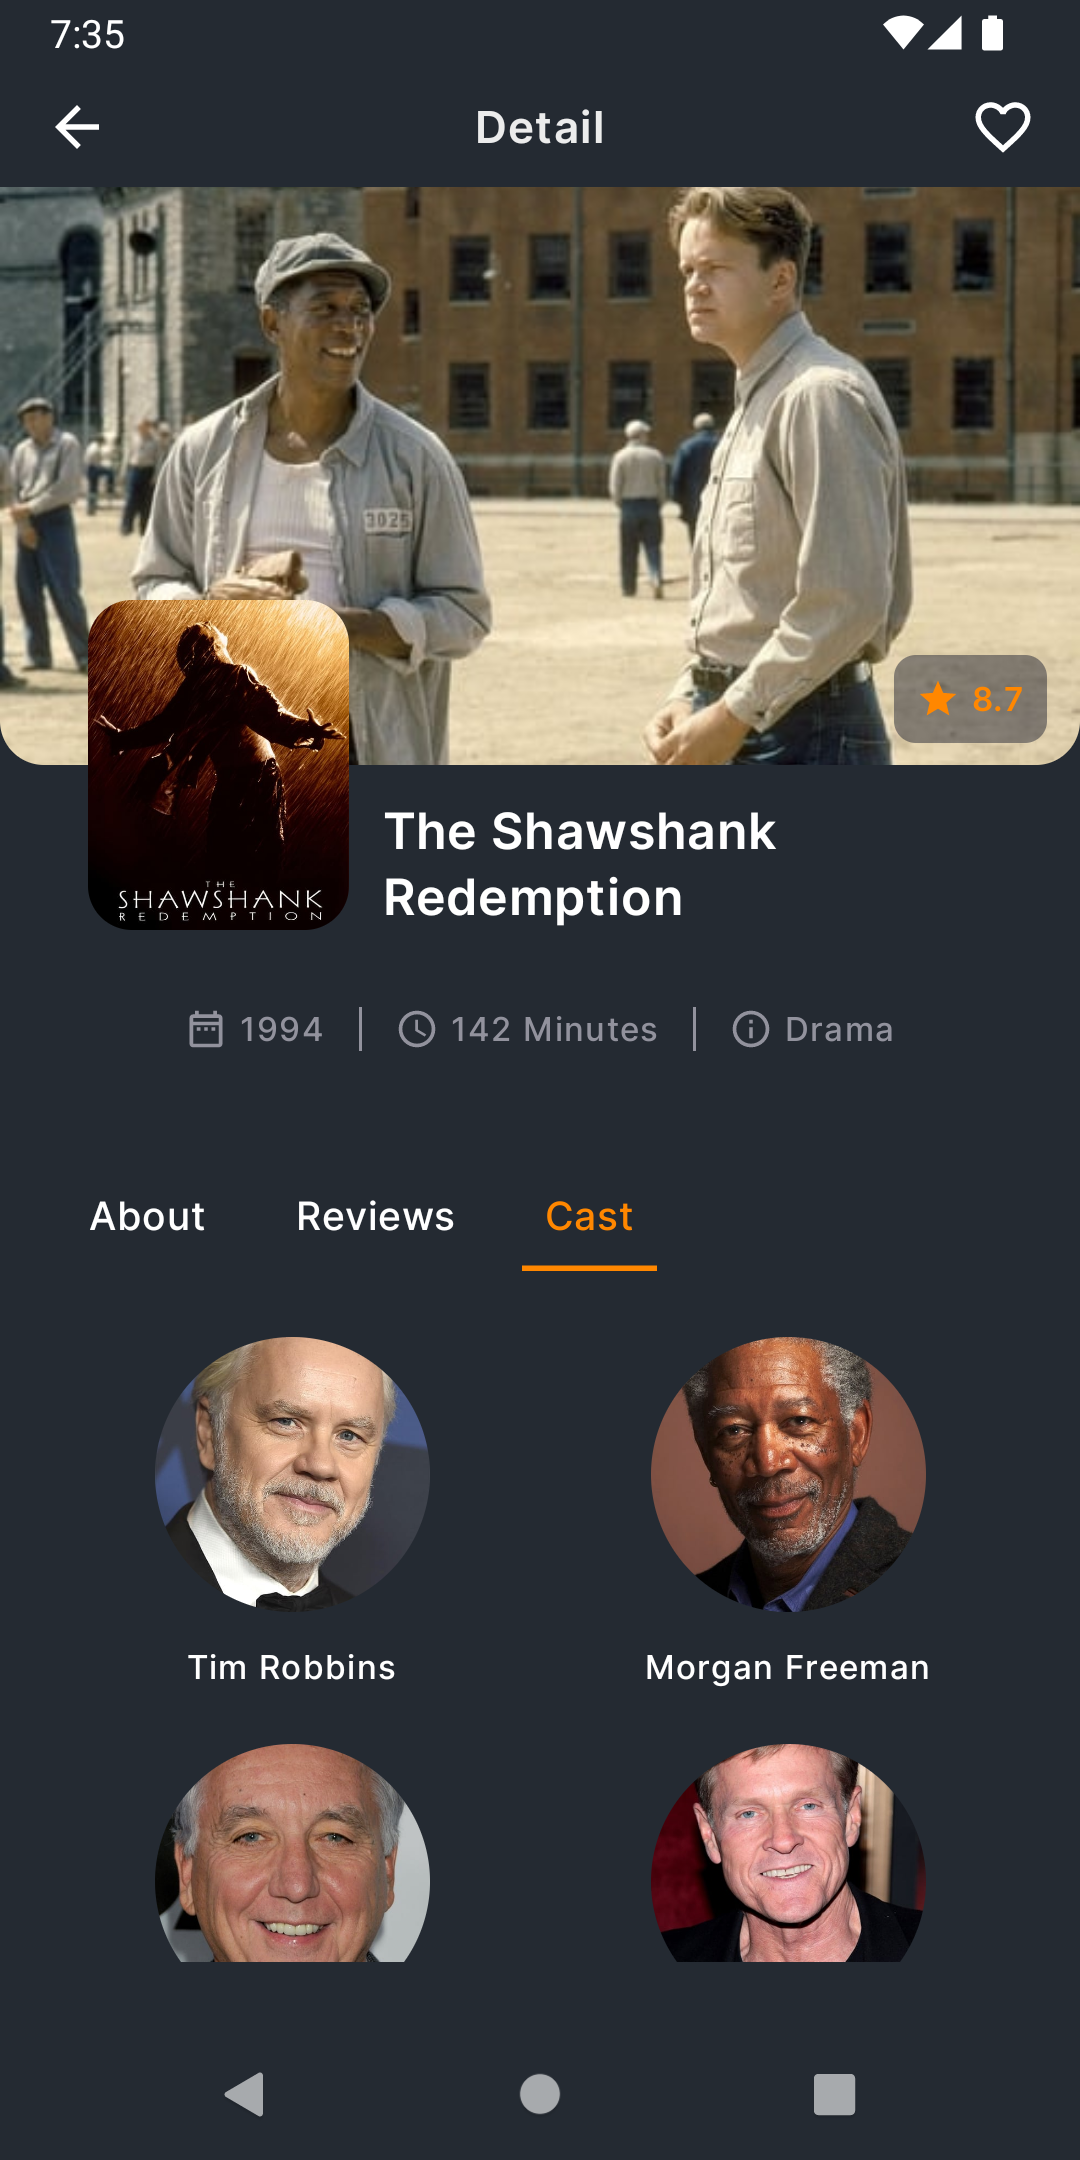 7:35
Detail
3025
8.7
THE
SHAWSHANK
REDEMPTION
The Shawshank
Redemption
1994
142 Minutes
Drama
About
Reviews
Cast
Tim Robbins
Morgan Freeman